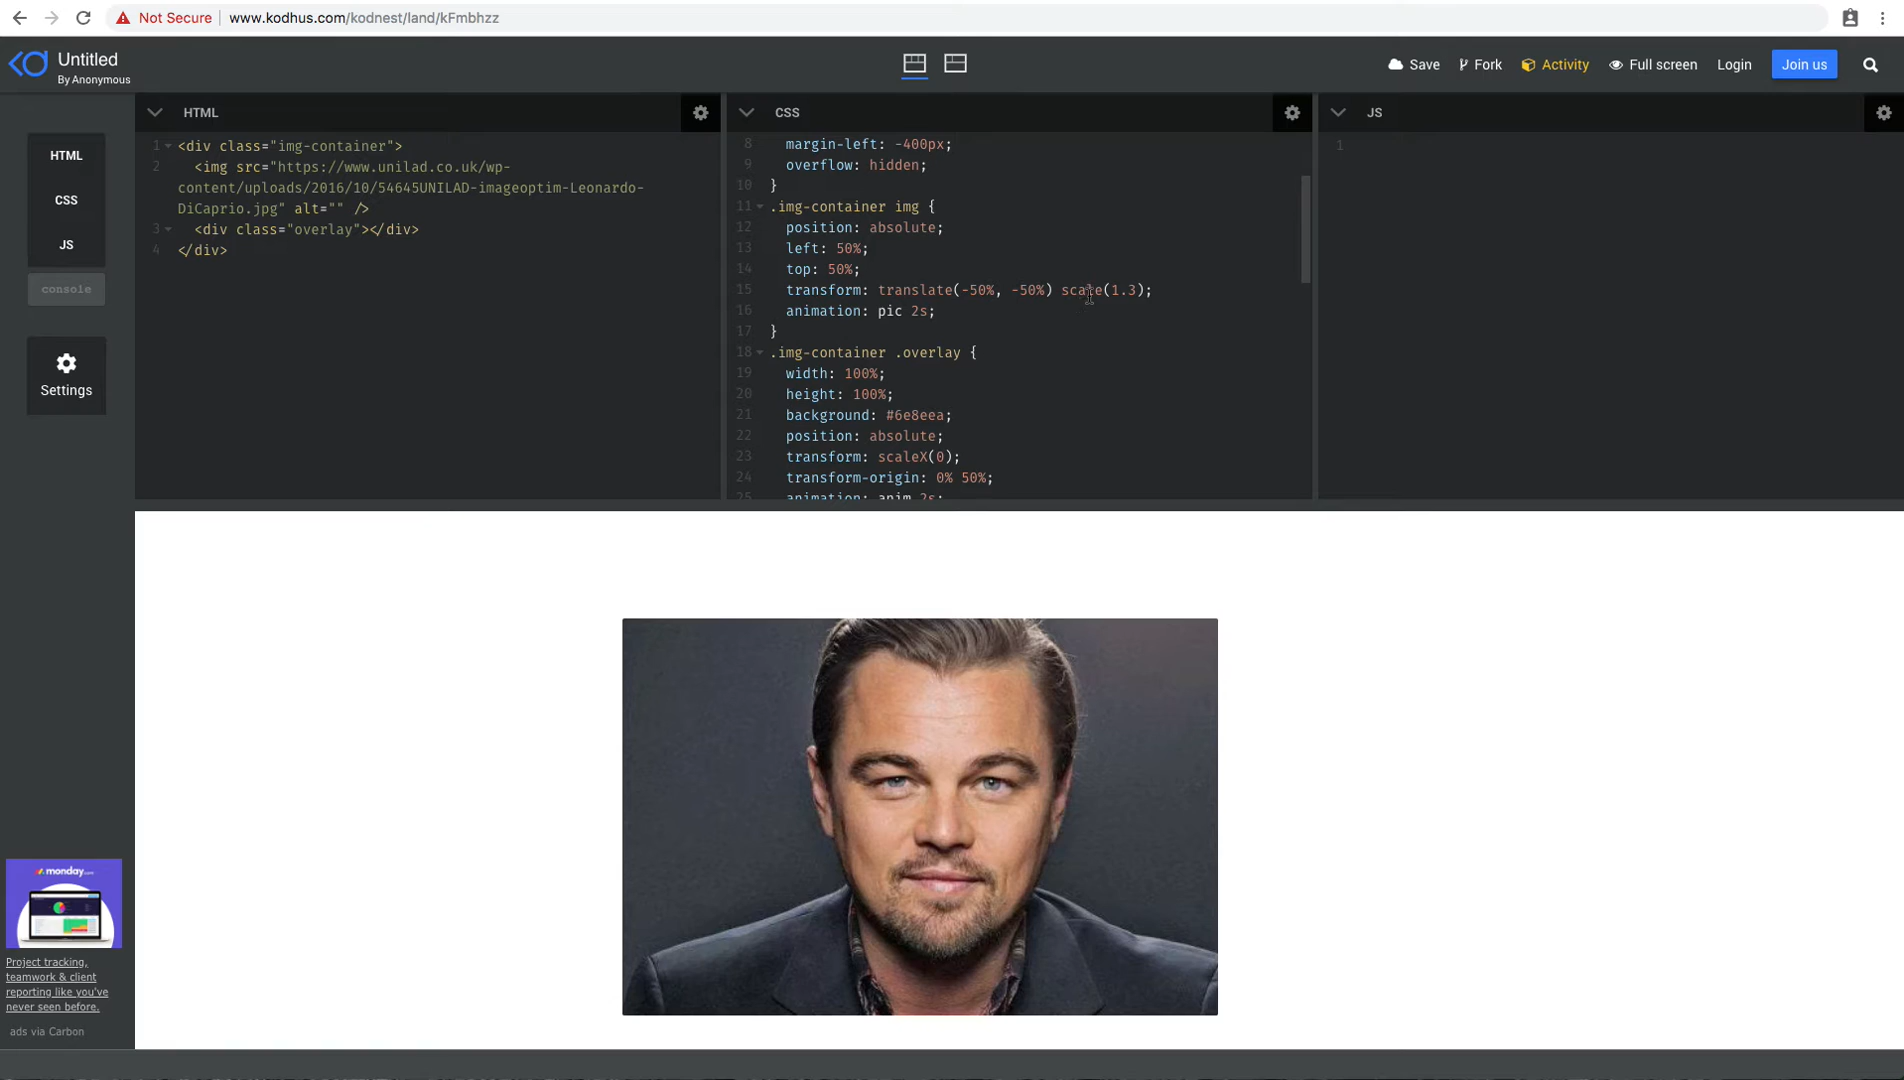 Not Secure www.kodhus.com/kodnest/land/kFmbhzz
Untitled
By Anonymous
Save Fork Activity Full screen Login Join us
HTML
CSS
JS
console
Settings
HTML
1 <div class="img-container">
2 <img src="https://www.unilad.co.uk/wp-
content/uploads/2016/10/54645UNILAD-imageoptim-Leonardo-
DiCaprio.jpg" alt="" />
3 <div class="overlay"></div>
4 </div>
CSS
8 margin-left: -400px;
9 overflow: hidden;
10 }
11 .img-container img {
12 position: absolute;
13 left: 50%;
14 top: 50%;
15 transform: translate(-50%, -50%) scale(1.3);
16 animation: pic 2s;
17 }
18 .img-container .overlay {
19 width: 100%;
20 height: 100%;
21 background: #6e8eea;
22 position: absolute;
23 transform: scaleX(0);
24 transform-origin: 0% 50%;
25 animation: anim 2s;
JS
1
monday.com
Project tracking,
teamwork & client
reporting like you've
never seen before.
ads via Carbon